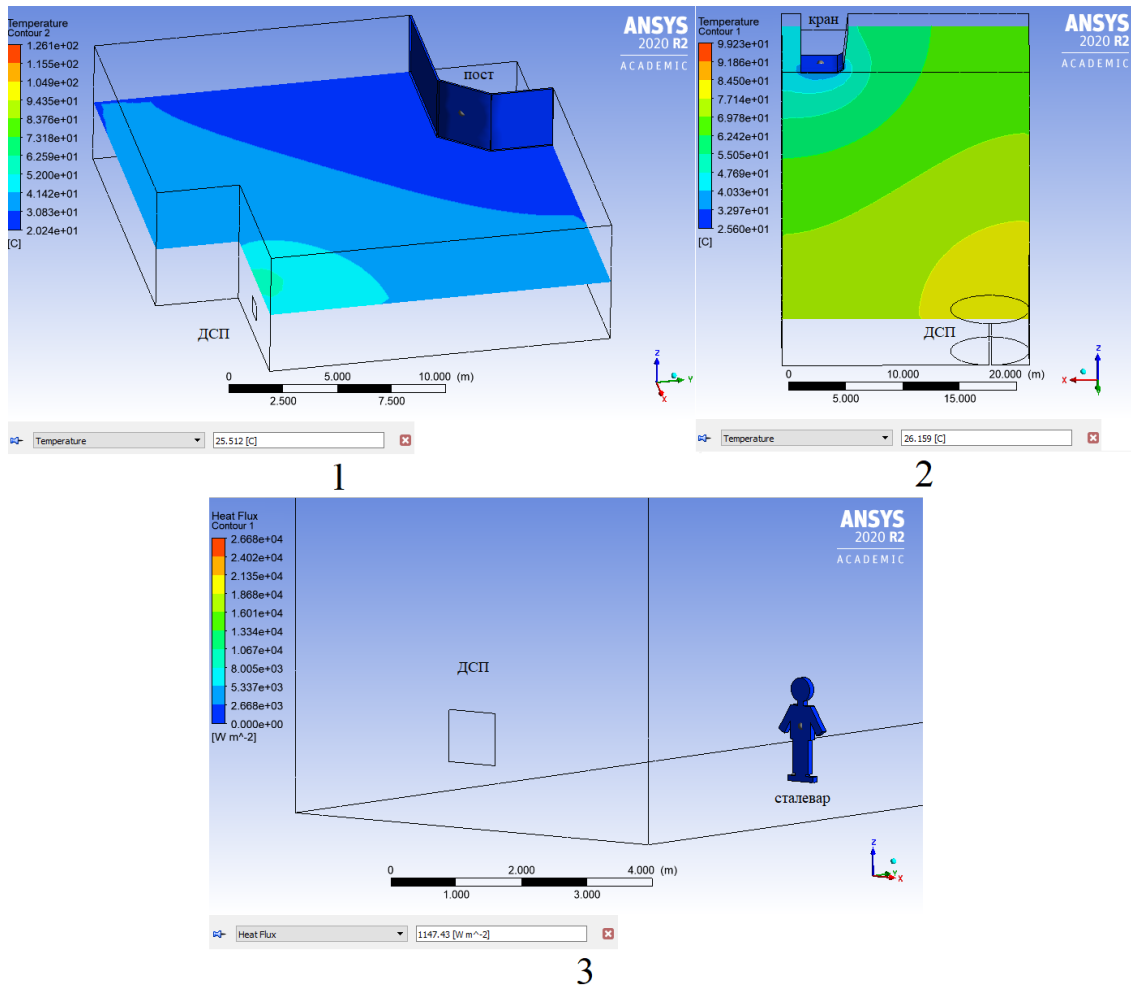 Temperature
Contour 2
1.261e+02
1.155e+02
1.049e+02
9.435e+01
8.376e+01
7.318e+01
6.259e+01
5.200e+01
4.142e+01
3.083e+01
2.024e+01
[C]
ANSYS
2020 R2
ACADEMIC
пост
ДСП
0 5.000 10.000 (m)
2.500 7.500
Z
Y
X
Temperature 25.512 [C]
1
Temperature
Contour 1
9.923e+01
9.186e+01
8.450e+01
7.714e+01
6.978e+01
6.242e+01
5.505e+01
4.769e+01
4.033e+01
3.297e+01
2.560e+01
[C]
кран
ANSYS
2020 R2
ACADEMIC
ДСП
0 10.000 20.000 (m)
5.000 15.000
Z
X
Y
Temperature 26.159 [C]
2
Heat Flux
Contour 1
2.668e+04
2.402e+04
2.135e+04
1.868e+04
1.601e+04
1.334e+04
1.067e+04
8.005e+03
5.337e+03
2.668e+03
0.000e+00
[W m^-2]
ANSYS
2020 R2
ACADEMIC
ДСП
сталевар
0 2.000 4.000 (m)
1.000 3.000
Z
Y
X
Heat Flux 1147.43 [W m^-2]
3